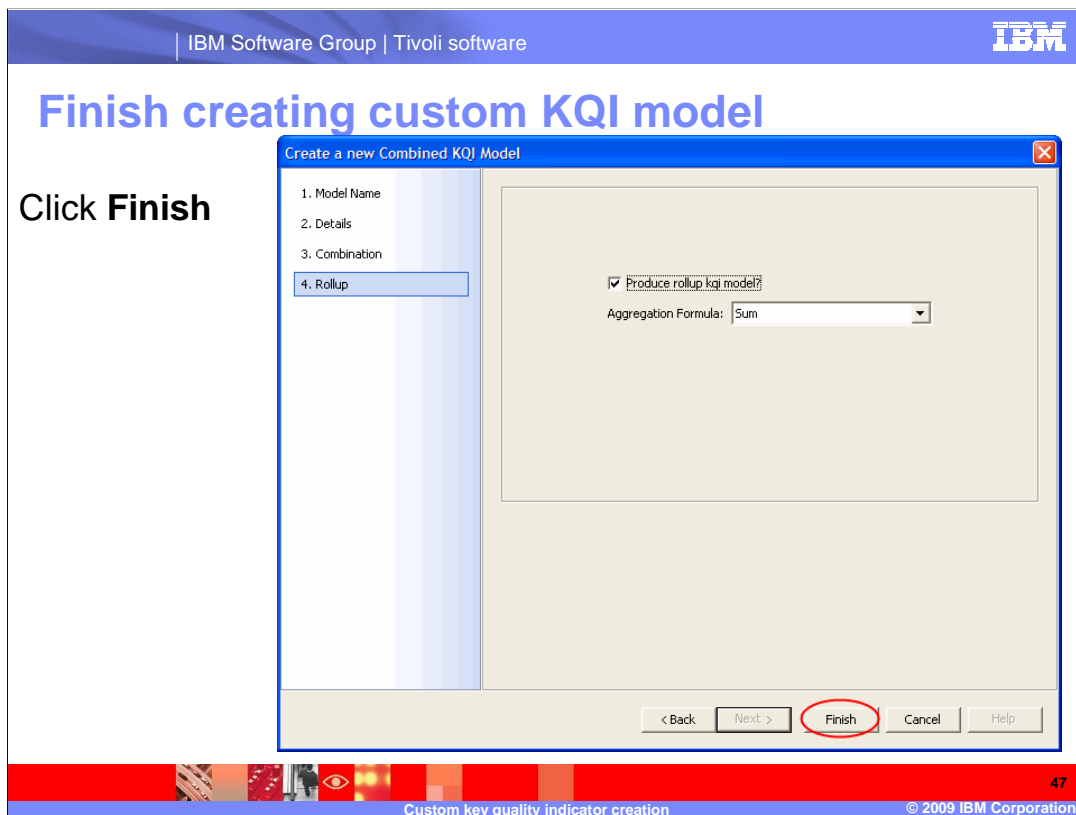 IBM Software Group | Tivoli software
IBM
Finish creating custom KQI model
Click Finish
Create a new Combined KQI Model
1. Model Name
2. Details
3. Combination
4. Rollup
Produce rollup kqi model?
Aggregation Formula: Sum
< Back Next > Finish Cancel Help
47
Custom key quality indicator creation
© 2009 IBM Corporation